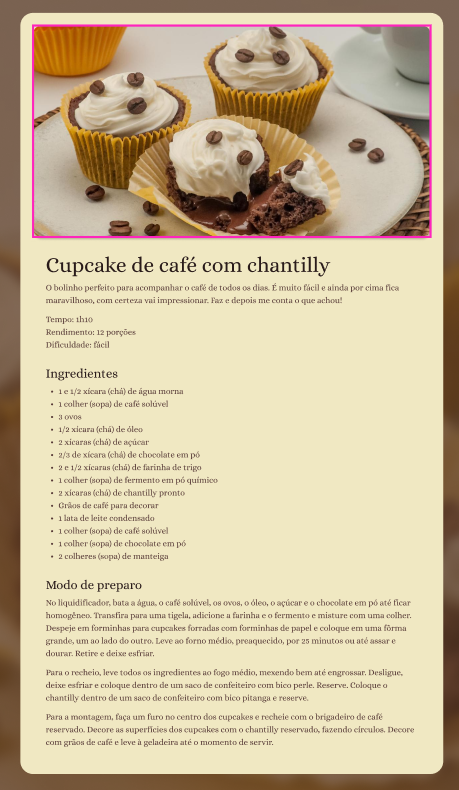 Cupcake de café com chantilly
O bolinho perfeito para acompanhar o café de todos os dias. É muito fácil e ainda por cima fica
maravilhoso, com certeza vai impressionar. Faz e depois me conta o que achou!
Tempo: 1h10
Rendimento: 12 porções
Dificuldade: fácil
Ingredientes
• 1 e 1/2 xícara (chá) de água morna
• 1 colher (sopa) de café solúvel
• 3 ovos
• 1/2 xícara (chá) de óleo
• 2 xícaras (chá) de açúcar
• 2/3 de xícara (chá) de chocolate em pó
• 2 e 1/2 xícaras (chá) de farinha de trigo
• 1 colher (sopa) de fermento em pó químico
• 2 xícaras (chá) de chantilly pronto
• Grãos de café para decorar
• 1 lata de leite condensado
• 1 colher (sopa) de café solúvel
• 1 colher (sopa) de chocolate em pó
• 2 colheres (sopa) de manteiga
Modo de preparo
No liquidificador, bata a água, o café solúvel, os ovos, o óleo, o açúcar e o chocolate em pó até ficar
homogêneo. Transfira para uma tigela, adicione a farinha e o fermento e misture com uma colher.
Despeje em forminhas para cupcakes forradas com forminhas de papel e coloque em uma fôrma
grande, um ao lado do outro. Leve ao forno médio, preaquecido, por 25 minutos ou até assar e
dourar. Retire e deixe esfriar.
Para o recheio, leve todos os ingredientes ao fogo médio, mexendo bem até engrossar. Desligue,
deixe esfriar e coloque dentro de um saco de confeiteiro com bico perle. Reserve. Coloque o
chantilly dentro de um saco de confeiteiro com bico pitanga e reserve.
Para a montagem, faça um furo no centro dos cupcakes e recheie com o brigadeiro de café
reservado. Decore as superfícies dos cupcakes com o chantilly reservado, fazendo círculos. Decore
com grãos de café e leve à geladeira até o momento de servir.